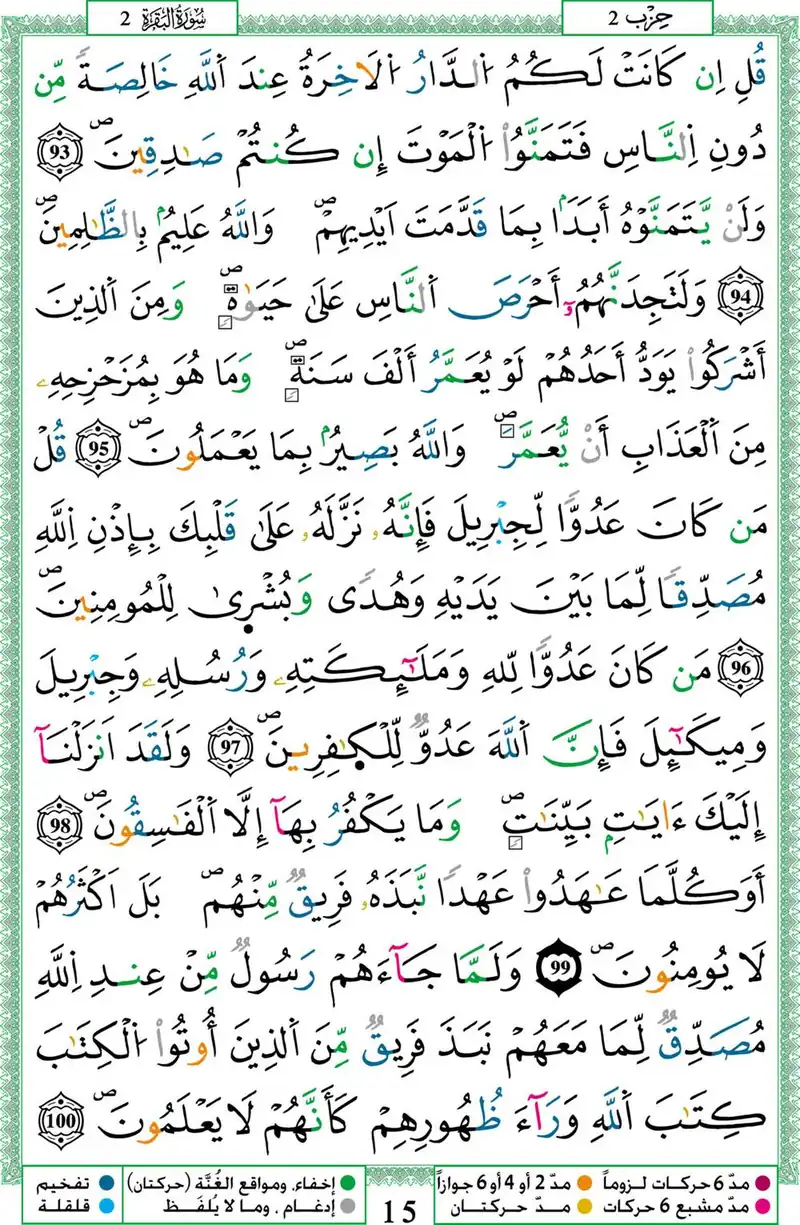 سُورَةُ البَقَرَةِ 2
حِزْب 2
قُلِ اِن كَانَتْ لَكُمُ اُ۬لدَّارُ اُ۬لَاخِرَةُ عِندَ اَ۬للَّهِ خَالِصَةٗ مِّن
دُونِ اِ۬لنَّاسِ فَتَمَنَّوُاْ اُ۬لْمَوْتَ إِن كُنتُمْ صَٰدِقِينَۖ 93
وَلَنْ يَّتَمَنَّوْهُ أَبَدَاۢ بِمَا قَدَّمَتَ اَيْدِيهِمْۖ وَاللَّهُ عَلِيمُۢ بِالظَّٰلِمِينَۖ
94 وَلَتَجِدَنَّهُمُۥٓ أَحْرَصَ اَ۬لنَّاسِ عَلَىٰ حَيَوٰةٖۖ وَمِنَ اَ۬لذِينَ
أَشْرَكُواْ يَوَدُّ أَحَدُهُمْ لَوْ يُعَمَّرُ أَلْفَ سَنَةٖۖ وَمَا هُوَ بِمُزَحْزِحِهِۦ
مِنَ اَ۬لْعَذَابِ أَنْ يُّعَمَّرَۖ وَاللَّهُ بَصِيرُۢ بِمَا يَعْمَلُونَۖ 95 قُلْ
مَن كَانَ عَدُوّٗا لِّجِبْرِيلَ فَإِنَّهُۥ نَزَّلَهُۥ عَلَىٰ قَلْبِكَ بِإِذْنِ اِ۬للَّهِ
مُصَدِّقٗا لِّمَا بَيْنَ يَدَيْهِ وَهُدٗى وَبُشْرٜىٰ لِلْمُومِنِينَۖ
96 مَن كَانَ عَدُوّٗا لِّلهِ وَمَلَٰٓئِكَتِهِۦ وَرُسُلِهِۦ وَجِبْرِيلَ
وَمِيكَٰٓئِلَ فَإِنَّ اَ۬للَّهَ عَدُوّٞ لِّلْكٰٜفِرِينَۖ 97 وَلَقَدَ اَنزَلْنَآ
إِلَيْكَ ءَايَٰتِۢ بَيِّنَٰتٖۖ وَمَا يَكْفُرُ بِهَآ إِلَّا اَ۬لْفَٰسِقُونَۖ 98
أَوَكُلَّمَا عَٰهَدُواْ عَهْدٗا نَّبَذَهُۥ فَرِيقٞ مِّنْهُمۖ بَلَ اَكْثَرُهُمْ
لَا يُومِنُونَۖ 99 وَلَمَّا جَآءَهُمْ رَسُولٞ مِّنْ عِندِ اِ۬للَّهِ
مُصَدِّقٞ لِّمَا مَعَهُمْ نَبَذَ فَرِيقٞ مِّنَ اَ۬لذِينَ أُوتُواْ اُ۬لْكِتَٰبَ
كِتَٰبَ اَ۬للَّهِ وَرَآءَ ظُهُورِهِمْ كَأَنَّهُمْ لَا يَعْلَمُونَۖ 100
مدّ 6 حركات لزوماً مدّ 2 أو 4 أو 6 جوازاً إخفاء، ومواقع الغُنَّة (حركتان) تفخيم
مدّ مشبع 6 حركات مدّ حركتان إدغام ، وما لا يُلفَظ قلقلة
15